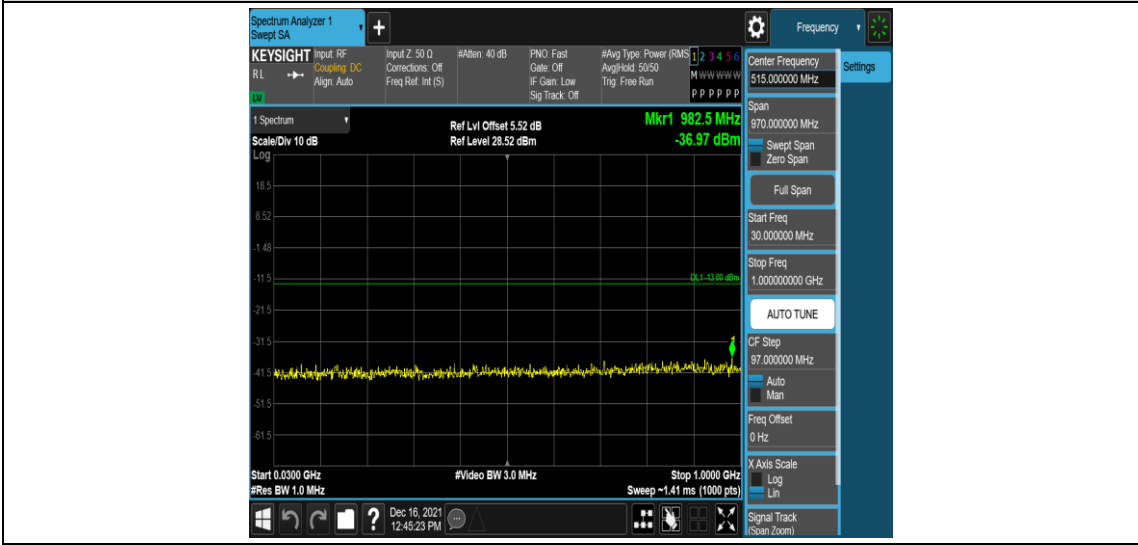 Spectrum Analyzer 1
Swept SA
+
Frequency
KEYSIGHT
RL
LM
Input: RF
Coupling: DC
Align: Auto
Input Z: 50 Ω
Corrections: Off
Freq Ref: Int (S)
#Atten: 40 dB
PNO: Fast
Gate: Off
IF Gain: Low
Sig Track: Off
#Avg Type: Power (RMS
Avg|Hold: 50/50
Trig: Free Run
1 2 3 4 5 6
M W W W W W
P P P P P P
1 Spectrum
Scale/Div 10 dB
Log
Ref Lvl Offset 5.52 dB
Ref Level 28.52 dBm
Mkr1 982.5 MHz
-36.97 dBm
18.5
8.52
-1.48
-11.5
DL1 -13.00 dBm
-21.5
-31.5
1
-41.5
-51.5
-61.5
Start 0.0300 GHz
#Video BW 3.0 MHz
Stop 1.0000 GHz
#Res BW 1.0 MHz
Sweep ~1.41 ms (1000 pts)
?
Dec 16, 2021
12:45:23 PM
Center Frequency
515.000000 MHz
Settings
Span
970.000000 MHz
Swept Span
Zero Span
Full Span
Start Freq
30.000000 MHz
Stop Freq
1.000000000 GHz
AUTO TUNE
CF Step
97.000000 MHz
Auto
Man
Freq Offset
0 Hz
X Axis Scale
Log
Lin
Signal Track
(Span Zoom)